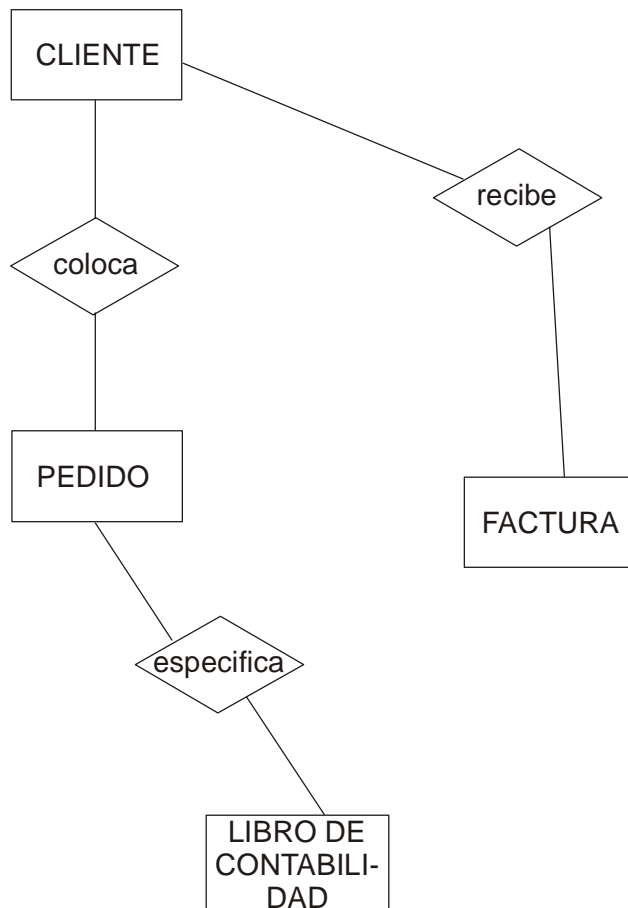 CLIENTE
recibe
coloca
PEDIDO
FACTURA
especifica
LIBRO DE
CONTABILI-
DAD